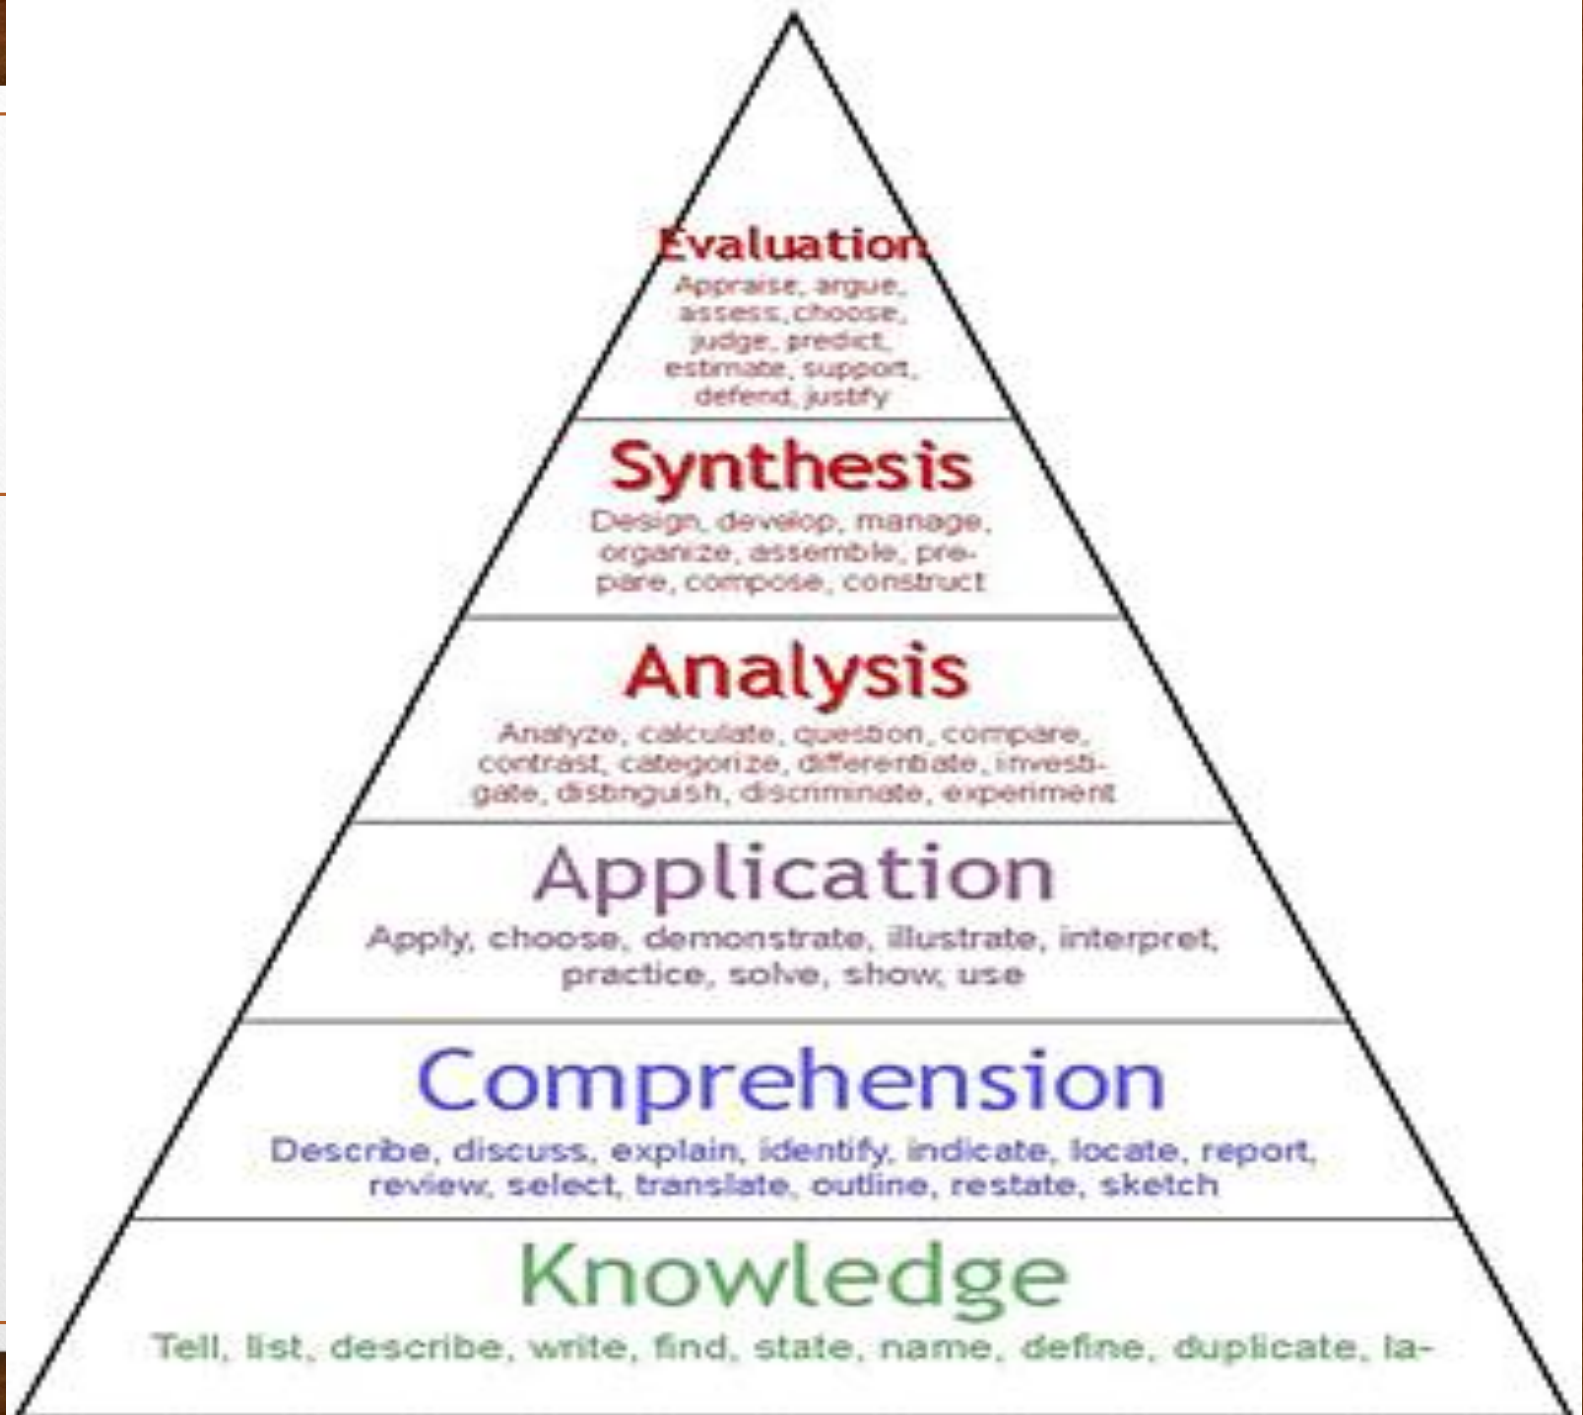 Evaluation
Appraise, argue,
assess, choose,
judge, predict,
estimate, support,
defend, justify
Synthesis
Design, develop, manage,
organize, assemble, pre-
pare, compose, construct
Analysis
Analyze, calculate, question, compare,
contrast, categorize, differentiate, investi-
gate, distinguish, discriminate, experiment
Application
Apply, choose, demonstrate, illustrate, interpret,
practice, solve, show, use
Comprehension
Describe, discuss, explain, identify, indicate, locate, report,
review, select, translate, outline, restate, sketch
Knowledge
Tell, list, describe, write, find, state, name, define, duplicate, la-